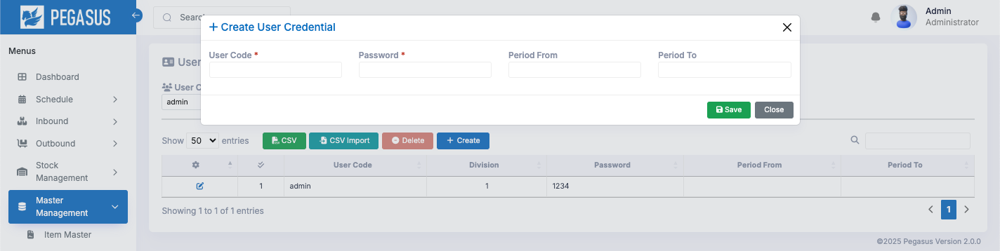 PEGASUS
Sear
Admin
Administrator
+ Create User Credential
User Code *
Password *
Period From
Period To
Save
Close
Menus
Dashboard
Schedule
Inbound
Outbound
Stock
Management
Master
Management
Item Master
User
User C
admin
Show 50 entries
CSV
CSV Import
Delete
+ Create
User Code
Division
Password
Period From
Period To
1
admin
1
1234
Showing 1 to 1 of 1 entries
1
©2025 Pegasus Version 2.0.0